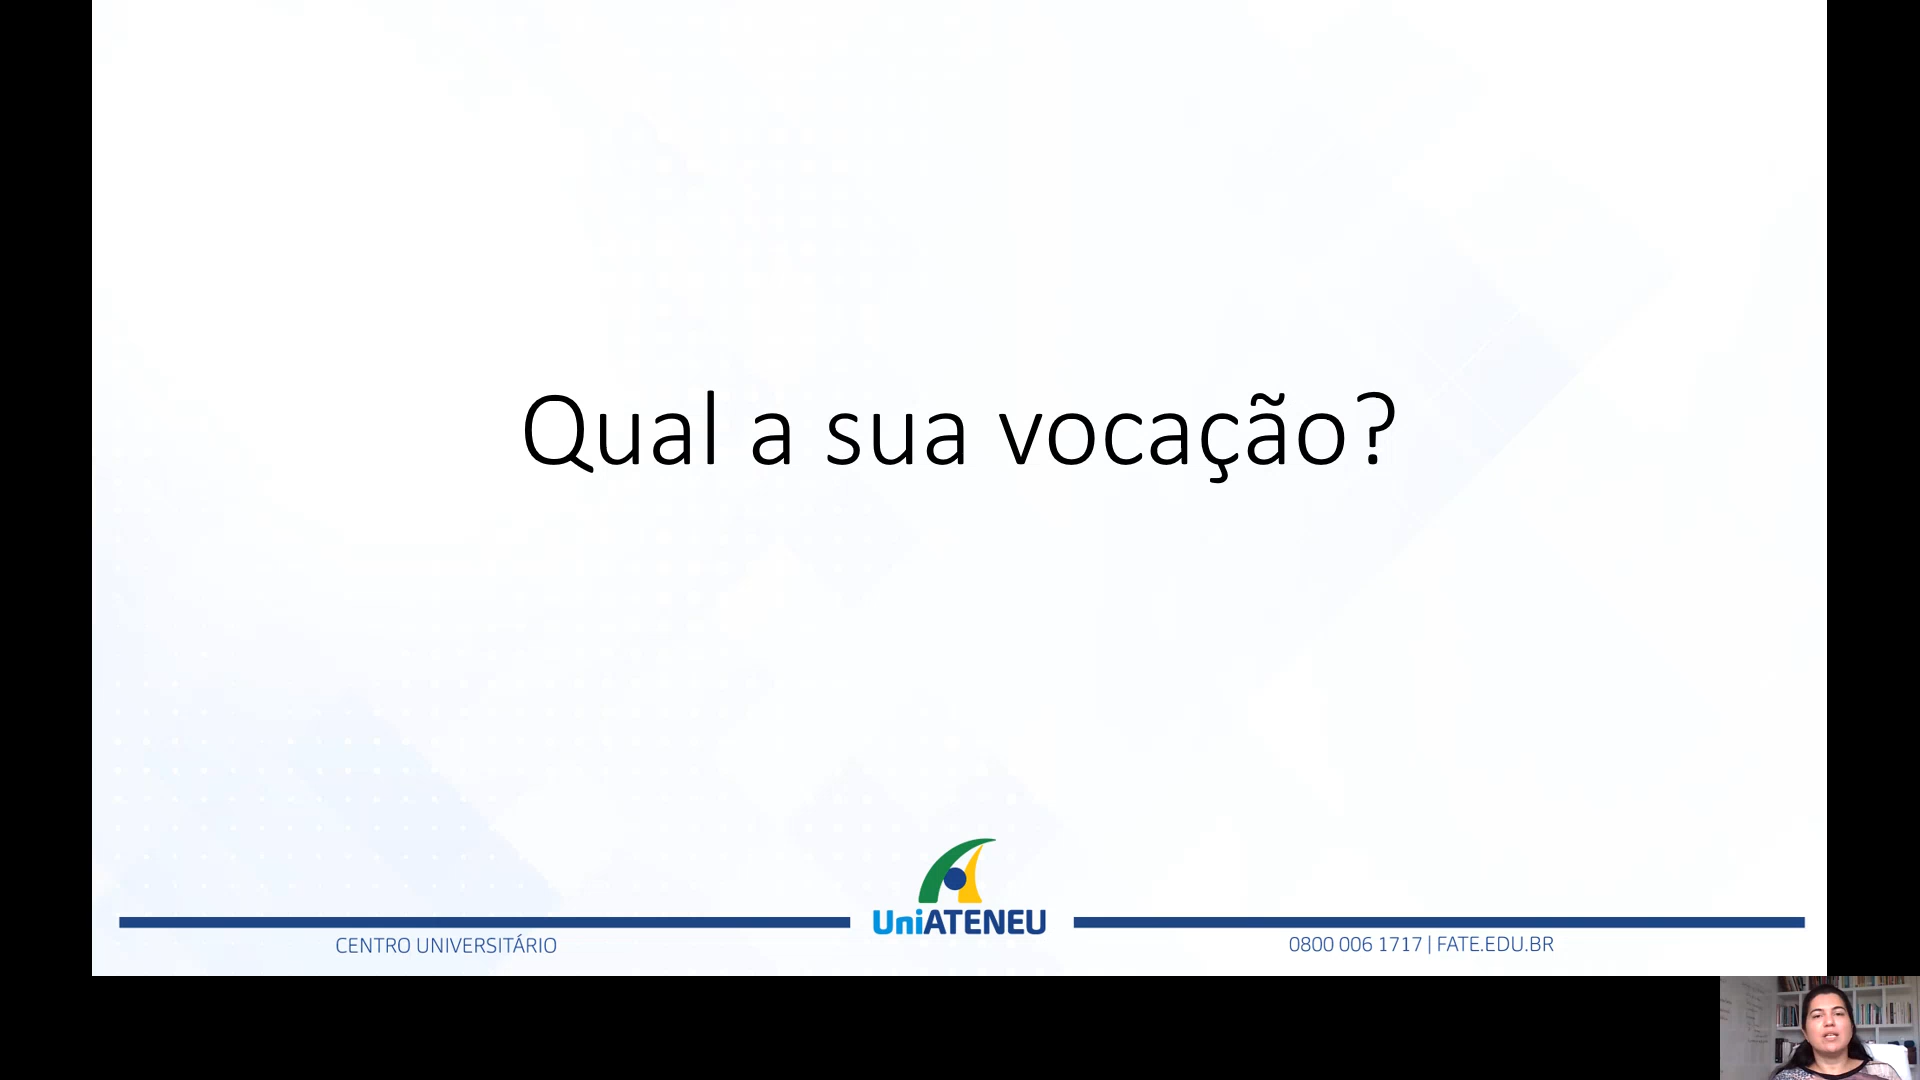 Qual a sua vocação?
UniATENEU
CENTRO UNIVERSITÁRIO
0800 006 1717 | FATE.EDU.BR